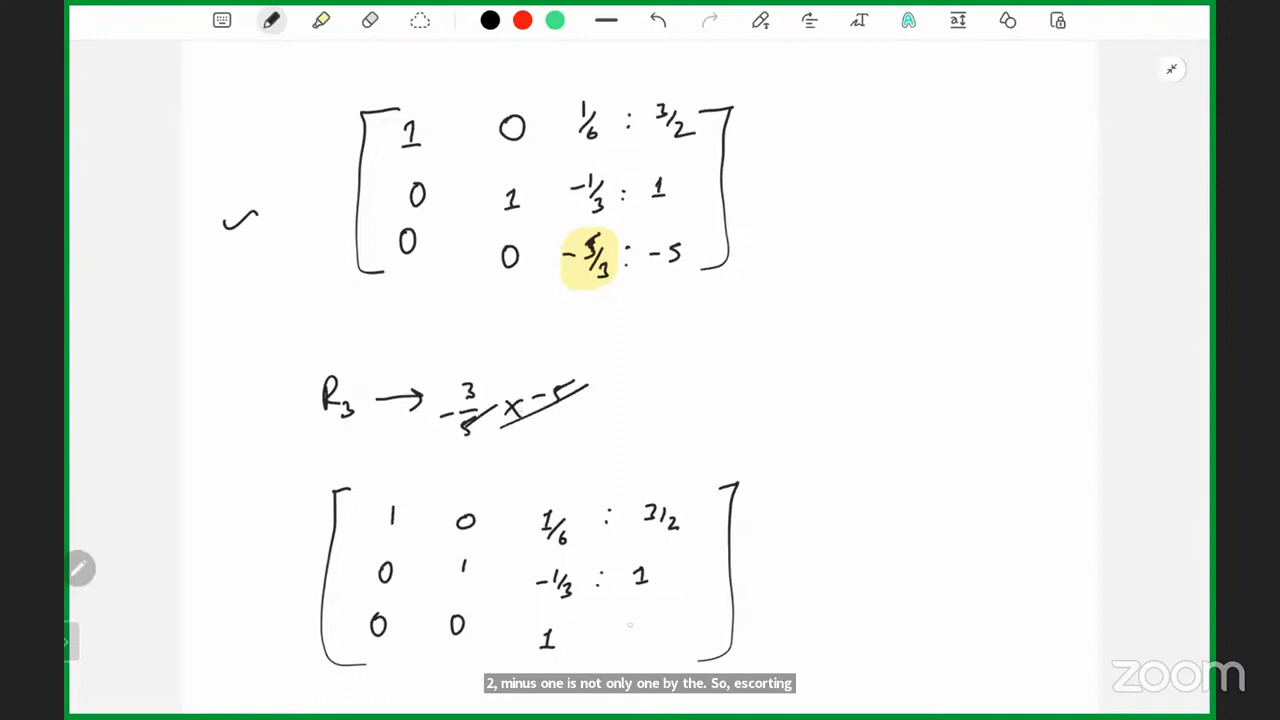 1 0 1/6 : 3/2
0 1 -1/3 : 1
0 0 -5/3 : -5
R3 → -3/5 x -5
1 0 1/6 : 3/2
0 1 -1/3 : 1
0 0 1
2, minus one is not only one by the. So, escorting
zoom